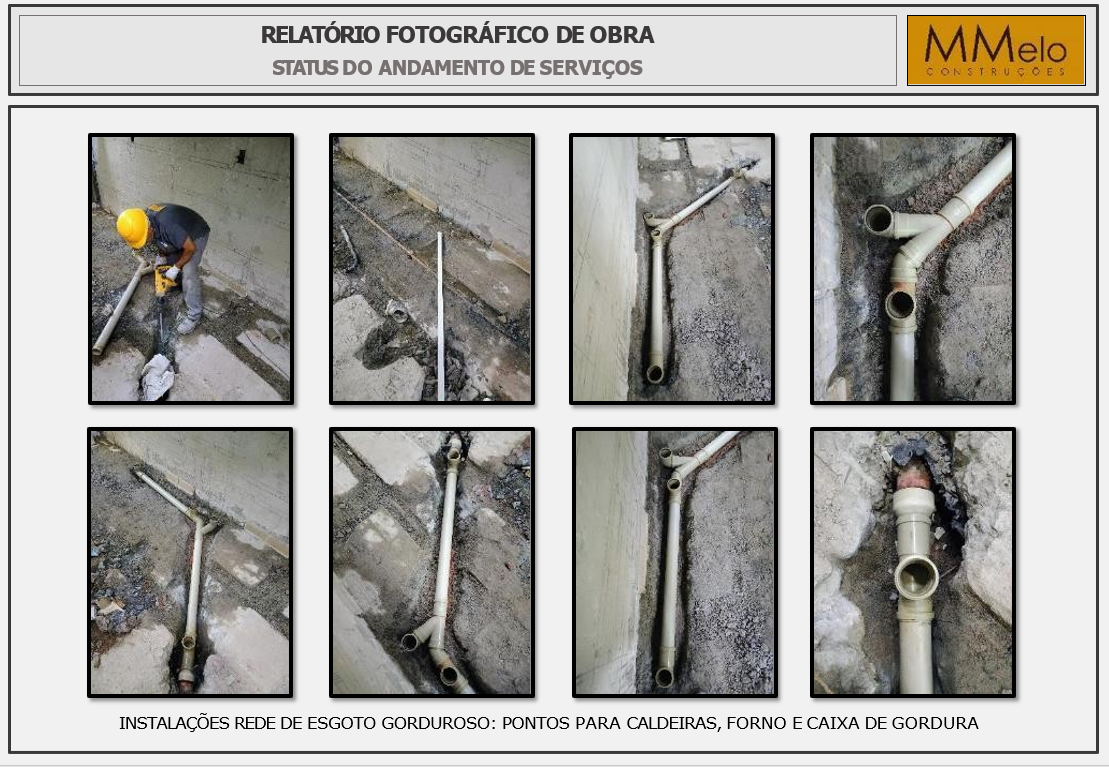 RELATÓRIO FOTOGRÁFICO DE OBRA
STATUS DO ANDAMENTO DE SERVIÇOS
MMelo
CONSTRUÇÕES
INSTALAÇÕES REDE DE ESGOTO GORDUROSO: PONTOS PARA CALDEIRAS, FORNO E CAIXA DE GORDURA